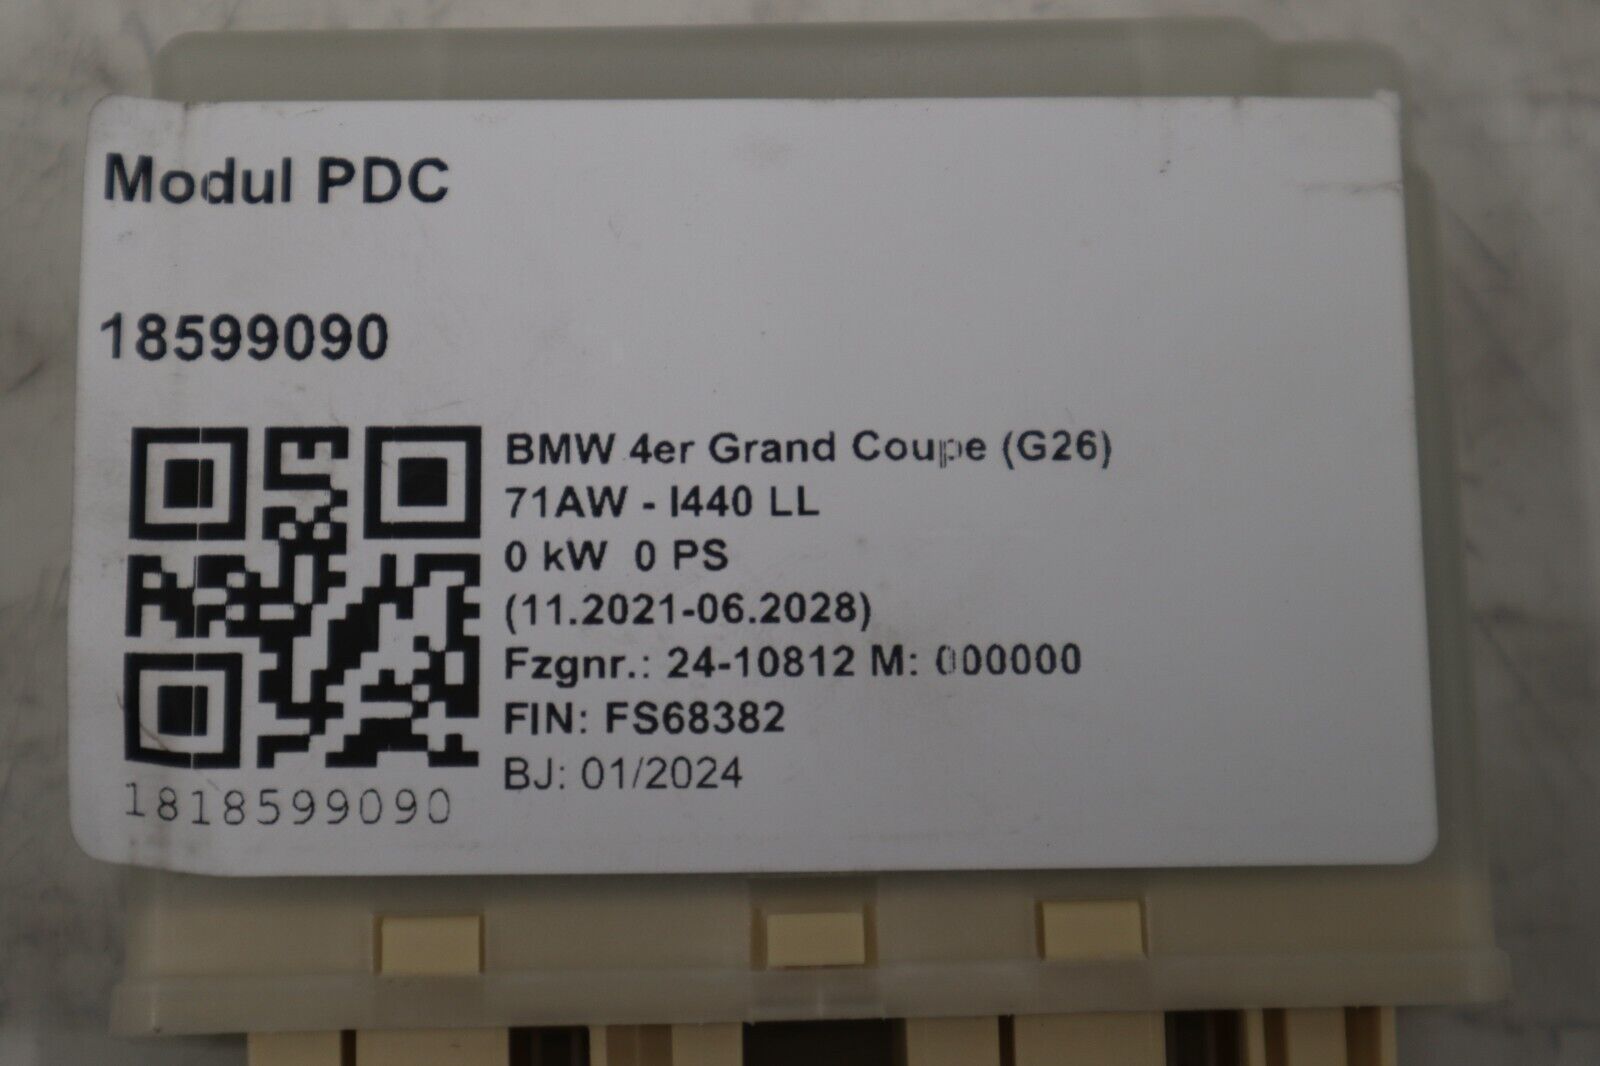 Modul PDC
18599090
BMW 4er Grand Coupe (G26)
71AW - I440 LL
0 kW 0 PS
(11.2021-06.2028)
Fzgnr.: 24-10812 M: 000000
FIN: FS68382
BJ: 01/2024
1818599090